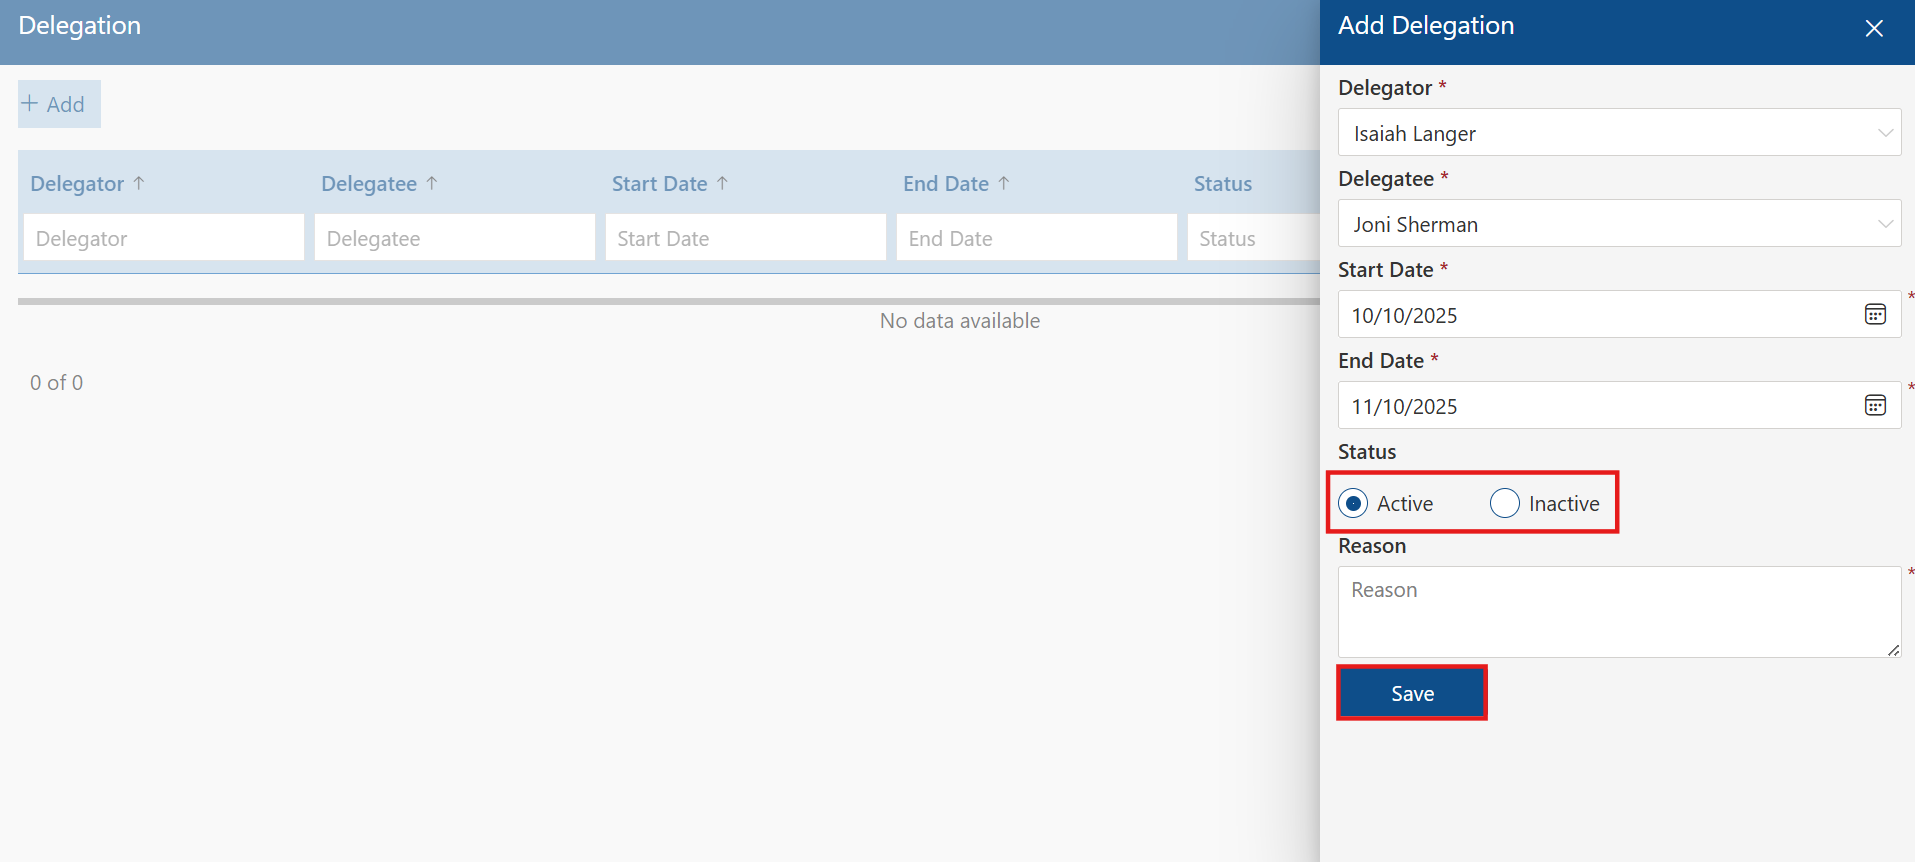 Delegation
+ Add
Delegator ↑ Delegatee ↑ Start Date ↑ End Date ↑ Status
Delegator Delegatee Start Date End Date Status
No data available
0 of 0
Add Delegation
Delegator *
Isaiah Langer
Delegatee *
Joni Sherman
Start Date *
10/10/2025 *
End Date *
11/10/2025 *
Status
Active Inactive
Reason
Reason *
Save